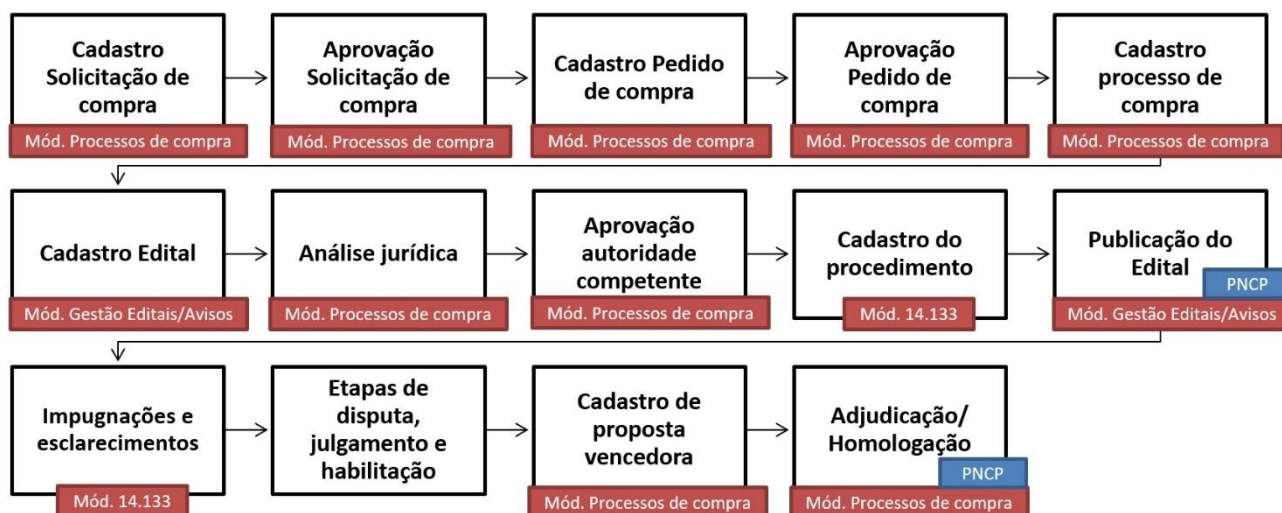 Cadastro
Solicitação de
compra
Mód. Processos de compra
Aprovação
Solicitação de
compra
Mód. Processos de compra
Cadastro Pedido
de compra
Mód. Processos de compra
Aprovação
Pedido de
compra
Mód. Processos de compra
Cadastro
processo de
compra
Mód. Processos de compra
Cadastro Edital
Mód. Gestão Editais/Avisos
Análise jurídica
Mód. Processos de compra
Aprovação
autoridade
competente
Mód. Processos de compra
Cadastro do
procedimento
Mód. 14.133
Publicação do
Edital
PNCP
Mód. Gestão Editais/Avisos
Impugnações e
esclarecimentos
Mód. 14.133
Etapas de
disputa,
julgamento e
habilitação
Cadastro de
proposta
vencedora
Mód. Processos de compra
Adjudicação/
Homologação
PNCP
Mód. Processos de compra